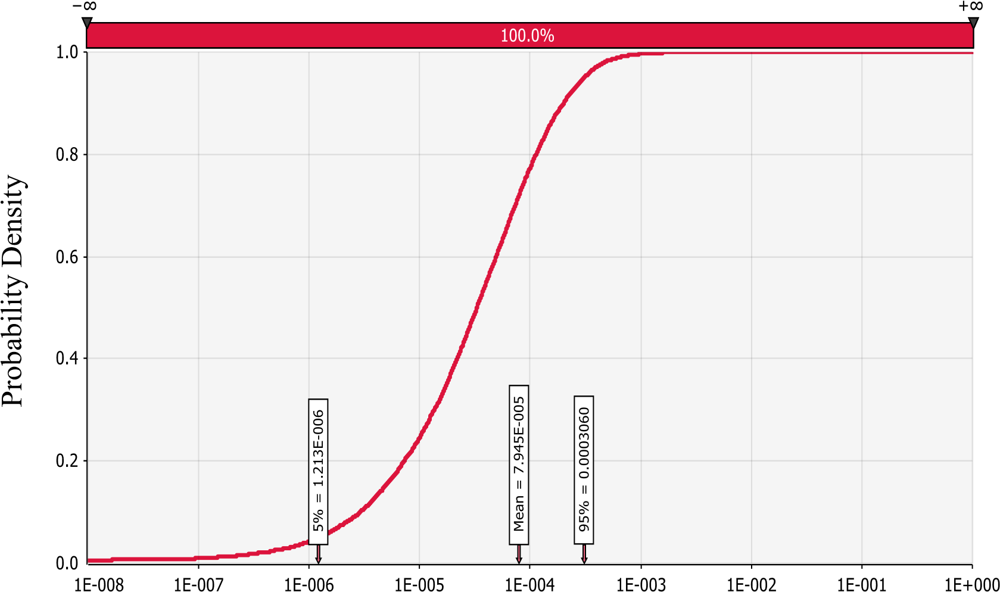 −∞ +∞
100.0%
Probability Density
1.0
0.8
0.6
0.4
0.2
0.0
5% = 1.213E-006
Mean = 7.945E-005
95% = 0.0003060
1E-008 1E-007 1E-006 1E-005 1E-004 1E-003 1E-002 1E-001 1E+000